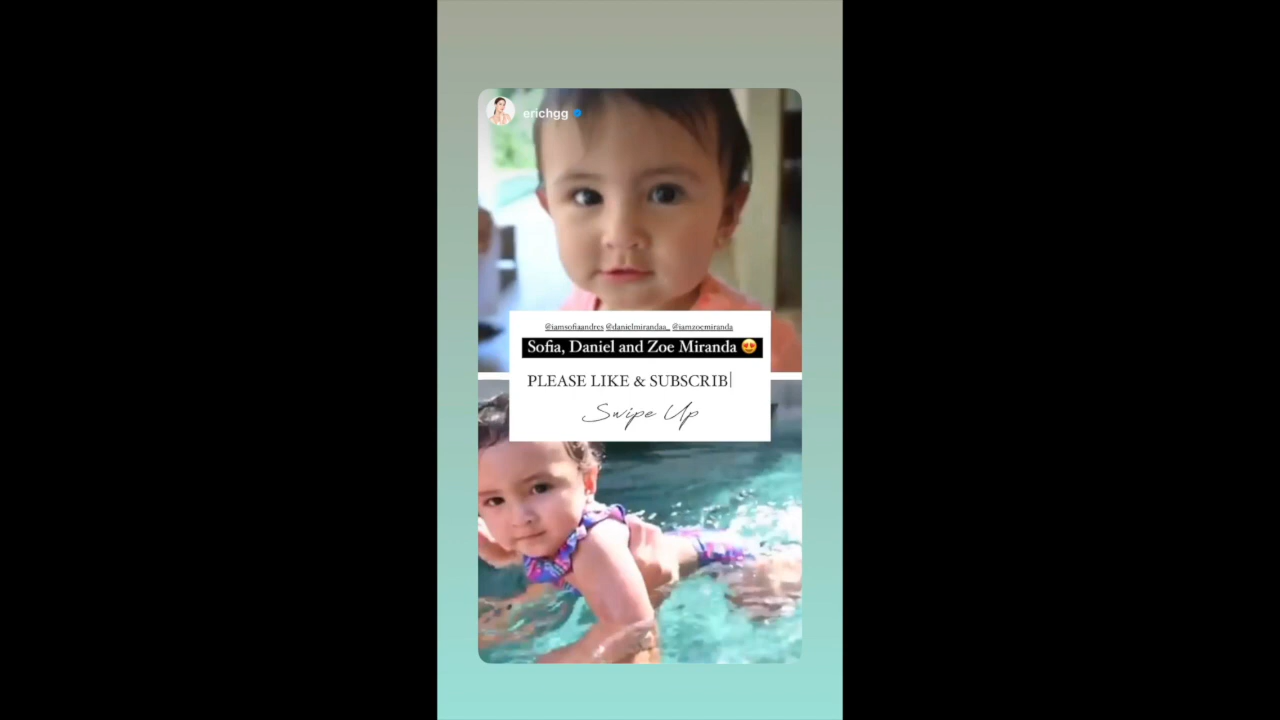 erichgg
@iamsofiaandres @danielmirandaa_ @iamzoemiranda
Sofia, Daniel and Zoe Miranda 😍
PLEASE LIKE & SUBSCRIB
Swipe Up